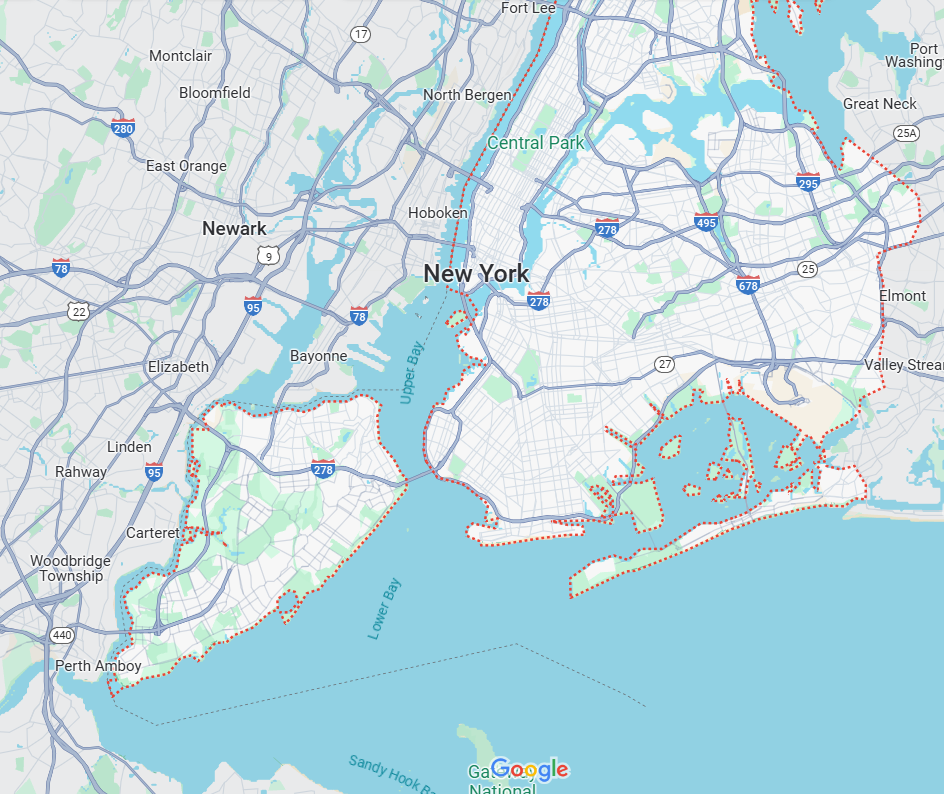 Fort Lee
17
Montclair
Port
Washingt
Bloomfield
North Bergen
Great Neck
280
25A
Central Park
East Orange
295
Hoboken
495
Newark
278
9
78
New York
25
678
Elmont
278
95
22
78
Bayonne
Upper Bay
27
Valley Strea
Elizabeth
Linden
278
Rahway
95
Carteret
Woodbridge
Township
Lower Bay
440
Perth Amboy
Sandy Hook Ba
Google
National